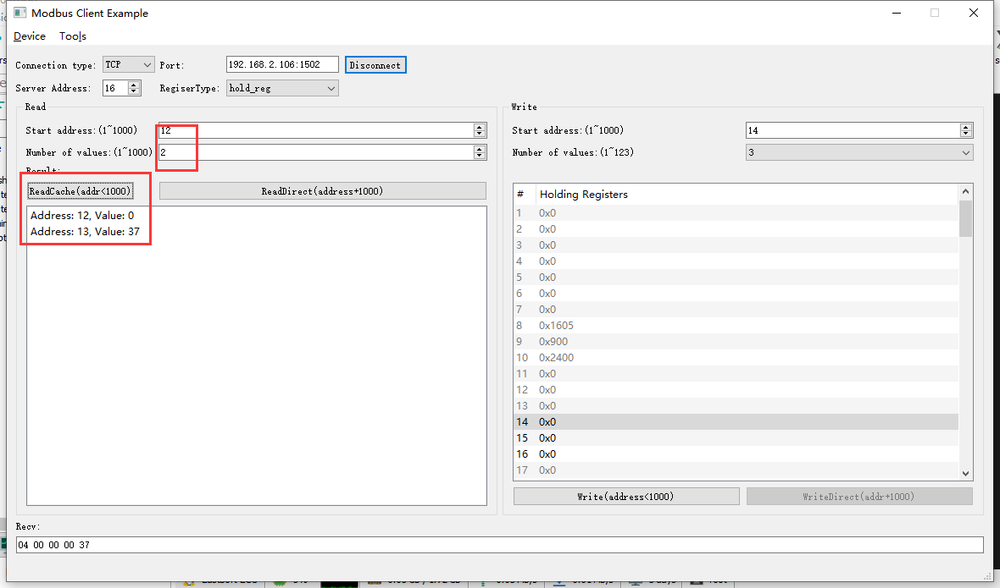 Modbus Client Example
Device Tools
Connection type: TCP Port: 192.168.2.106:1502 Disconnect
Server Address: 16 RegiserType: hold_reg
Read
Start address:(1~1000) 12
Number of values:(1~1000) 2
Result:
ReadCache(addr<1000) ReadDirect(address+1000)
Address: 12, Value: 0
Address: 13, Value: 37
Write
Start address:(1~1000) 14
Number of values:(1~123) 3
# Holding Registers
1 0x0
2 0x0
3 0x0
4 0x0
5 0x0
6 0x0
7 0x0
8 0x1605
9 0x900
10 0x2400
11 0x0
12 0x0
13 0x0
14 0x0
15 0x0
16 0x0
17 0x0
Write(address<1000) WriteDirect(addr+1000)
Recv:
04 00 00 00 37